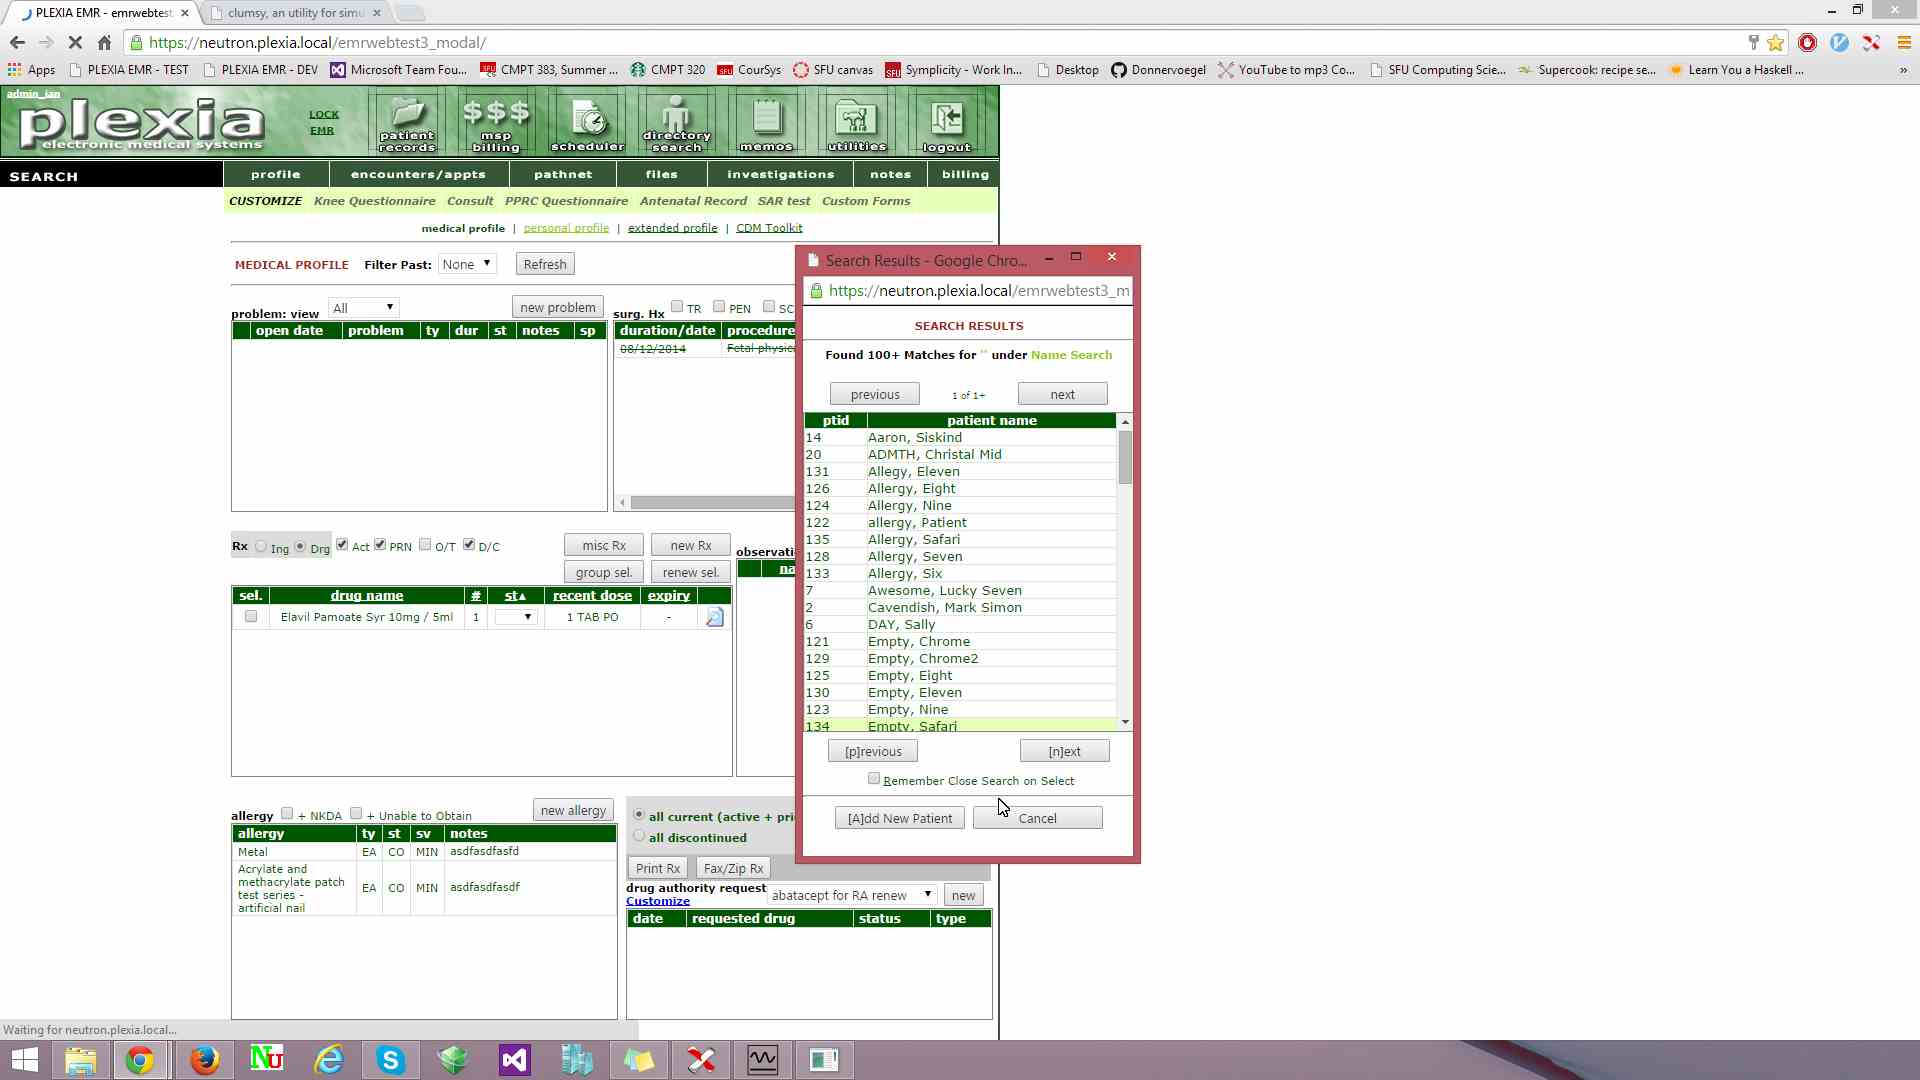 PLEXIA EMR - emrwebtest
clumsy, an utility for simu
https://neutron.plexia.local/emrwebtest3_modal/
Apps
PLEXIA EMR - TEST
PLEXIA EMR - DEV
Microsoft Team Fou...
CMPT 383, Summer ...
CMPT 320
CourSys
SFU canvas
Symplicity - Work In...
Desktop
Donnervoegel
YouTube to mp3 Co...
SFU Computing Scie...
Supercook: recipe se...
Learn You a Haskell ...
»
admin_ian
plexia
electronic medical systems
LOCK
EMR
patient
records
$$$
msp
billing
scheduler
directory
search
memos
utilities
logout
SEARCH
profile
encounters/appts
pathnet
files
investigations
notes
billing
CUSTOMIZE Knee Questionnaire Consult PPRC Questionnaire Antenatal Record SAR test Custom Forms
medical profile | personal profile | extended profile | CDM Toolkit
MEDICAL PROFILE Filter Past: None Refresh
problem: view All new problem
open date problem ty dur st notes sp
surg. Hx TR PEN SC
duration/date procedure
08/12/2014 Fetal physic
Rx Ing Drg Act PRN O/T D/C
misc Rx new Rx
group sel. renew sel.
sel. drug name # st▲ recent dose expiry
Elavil Pamoate Syr 10mg / 5ml 1 1 TAB PO -
observati
na
allergy + NKDA + Unable to Obtain new allergy
allergy ty st sv notes
Metal EA CO MIN asdfasdfasfd
Acrylate and
methacrylate patch
test series -
artificial nail
EA CO MIN asdfasdfasdf
all current (active + pri
all discontinued
Print Rx Fax/Zip Rx
drug authority request abatacept for RA renew new
Customize
date requested drug status type
Search Results - Google Chro...
https://neutron.plexia.local/emrwebtest3_m
SEARCH RESULTS
Found 100+ Matches for '' under Name Search
previous 1 of 1+ next
ptid patient name
14 Aaron, Siskind
20 ADMTH, Christal Mid
131 Allegy, Eleven
126 Allergy, Eight
124 Allergy, Nine
122 allergy, Patient
135 Allergy, Safari
128 Allergy, Seven
133 Allergy, Six
7 Awesome, Lucky Seven
2 Cavendish, Mark Simon
6 DAY, Sally
121 Empty, Chrome
129 Empty, Chrome2
125 Empty, Eight
130 Empty, Eleven
123 Empty, Nine
134 Empty, Safari
[p]revious [n]ext
Remember Close Search on Select
[A]dd New Patient Cancel
Waiting for neutron.plexia.local...
NU